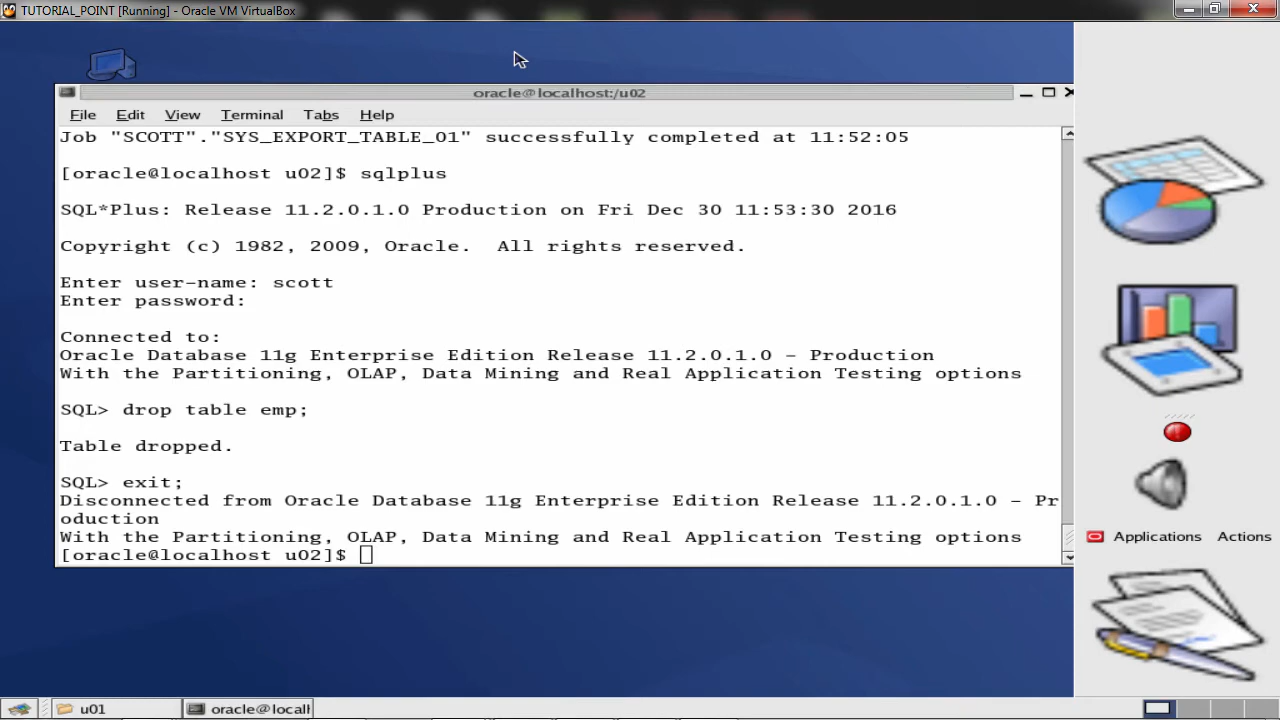 TUTORIAL_POINT [Running] - Oracle VM VirtualBox
oracle@localhost:/u02
File Edit View Terminal Tabs Help
Job "SCOTT"."SYS_EXPORT_TABLE_01" successfully completed at 11:52:05
[oracle@localhost u02]$ sqlplus
SQL*Plus: Release 11.2.0.1.0 Production on Fri Dec 30 11:53:30 2016
Copyright (c) 1982, 2009, Oracle.  All rights reserved.
Enter user-name: scott
Enter password:
Connected to:
Oracle Database 11g Enterprise Edition Release 11.2.0.1.0 - Production
With the Partitioning, OLAP, Data Mining and Real Application Testing options
SQL> drop table emp;
Table dropped.
SQL> exit;
Disconnected from Oracle Database 11g Enterprise Edition Release 11.2.0.1.0 - Pr
oduction
With the Partitioning, OLAP, Data Mining and Real Application Testing options
[oracle@localhost u02]$
Applications Actions
u01 oracle@locall